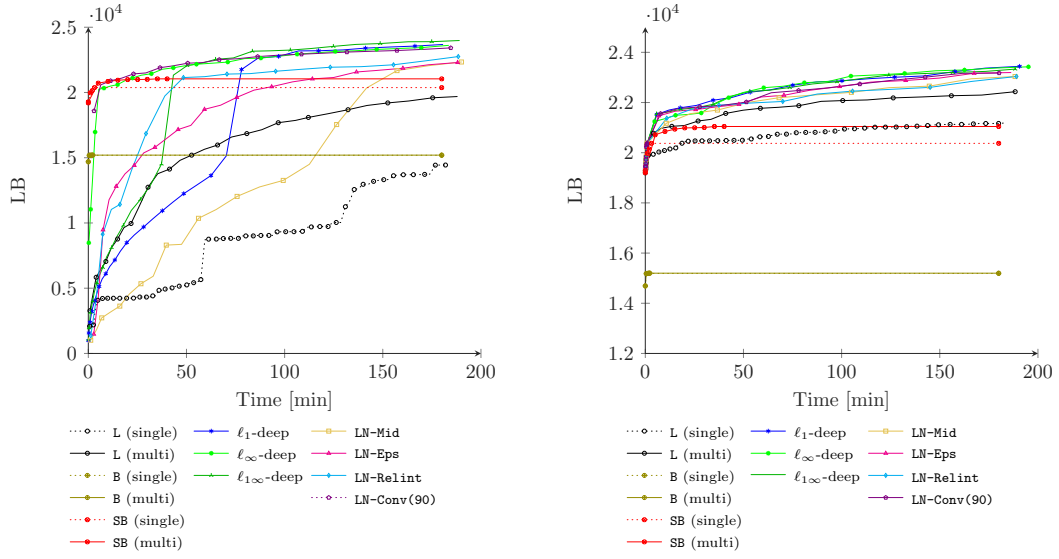 ·10⁴
2.5
2
1.5
1
0.5
0
LB
0 50 100 150 200
Time [min]
L (single)
L (multi)
B (single)
B (multi)
SB (single)
SB (multi)
ℓ₁-deep
ℓ∞-deep
ℓ₁∞-deep
LN-Mid
LN-Eps
LN-Relint
LN-Conv(90)
·10⁴
2.4
2.2
2
1.8
1.6
1.4
1.2
LB
0 50 100 150 200
Time [min]
L (single)
L (multi)
B (single)
B (multi)
SB (single)
SB (multi)
ℓ₁-deep
ℓ∞-deep
ℓ₁∞-deep
LN-Mid
LN-Eps
LN-Relint
LN-Conv(90)